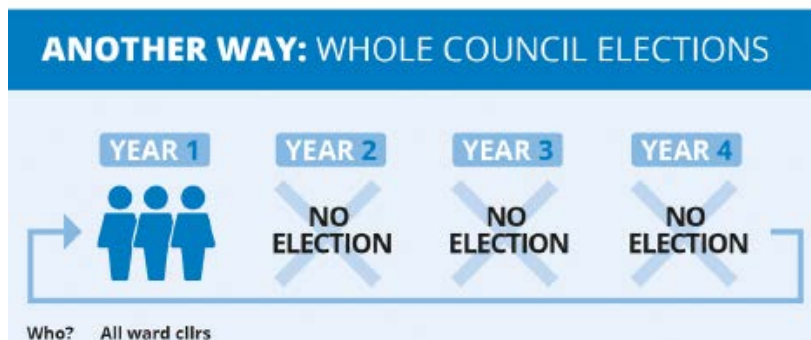 ANOTHER WAY: WHOLE COUNCIL ELECTIONS
YEAR 1 YEAR 2 YEAR 3 YEAR 4
NO NO NO
ELECTION ELECTION ELECTION
Who? All ward cllrs